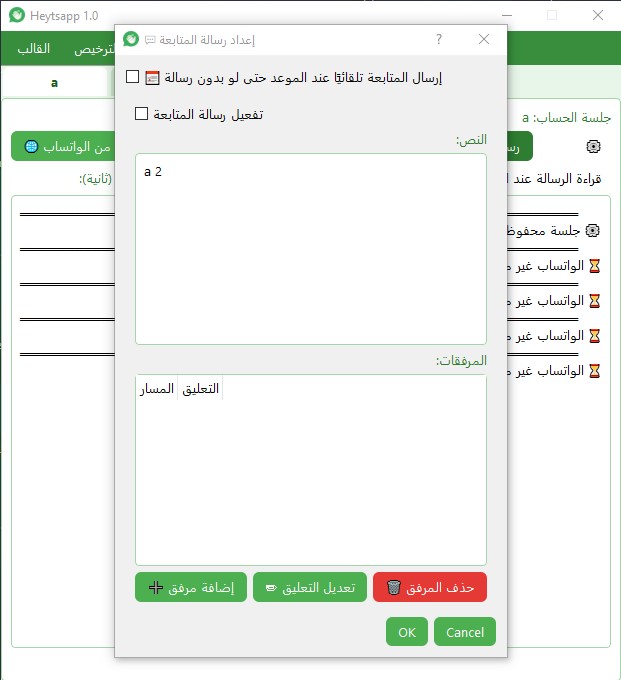 Heytsapp 1.0
إعداد رسالة المتابعة
?
القالب
a
جلسة الحساب: a
من الواتساب
قراءة الرسالة عند
(ثانية):
جلسة
الواتساب غير
الواتساب غير
الواتساب غير
الواتساب غير
إرسال المتابعة تلقائيًا عند الموعد حتى لو بدون رسالة
تفعيل رسالة المتابعة
النص:
a 2
المرفقات:
المسار التعليق
إضافة مرفق
تعديل التعليق
حذف المرفق
OK
Cancel